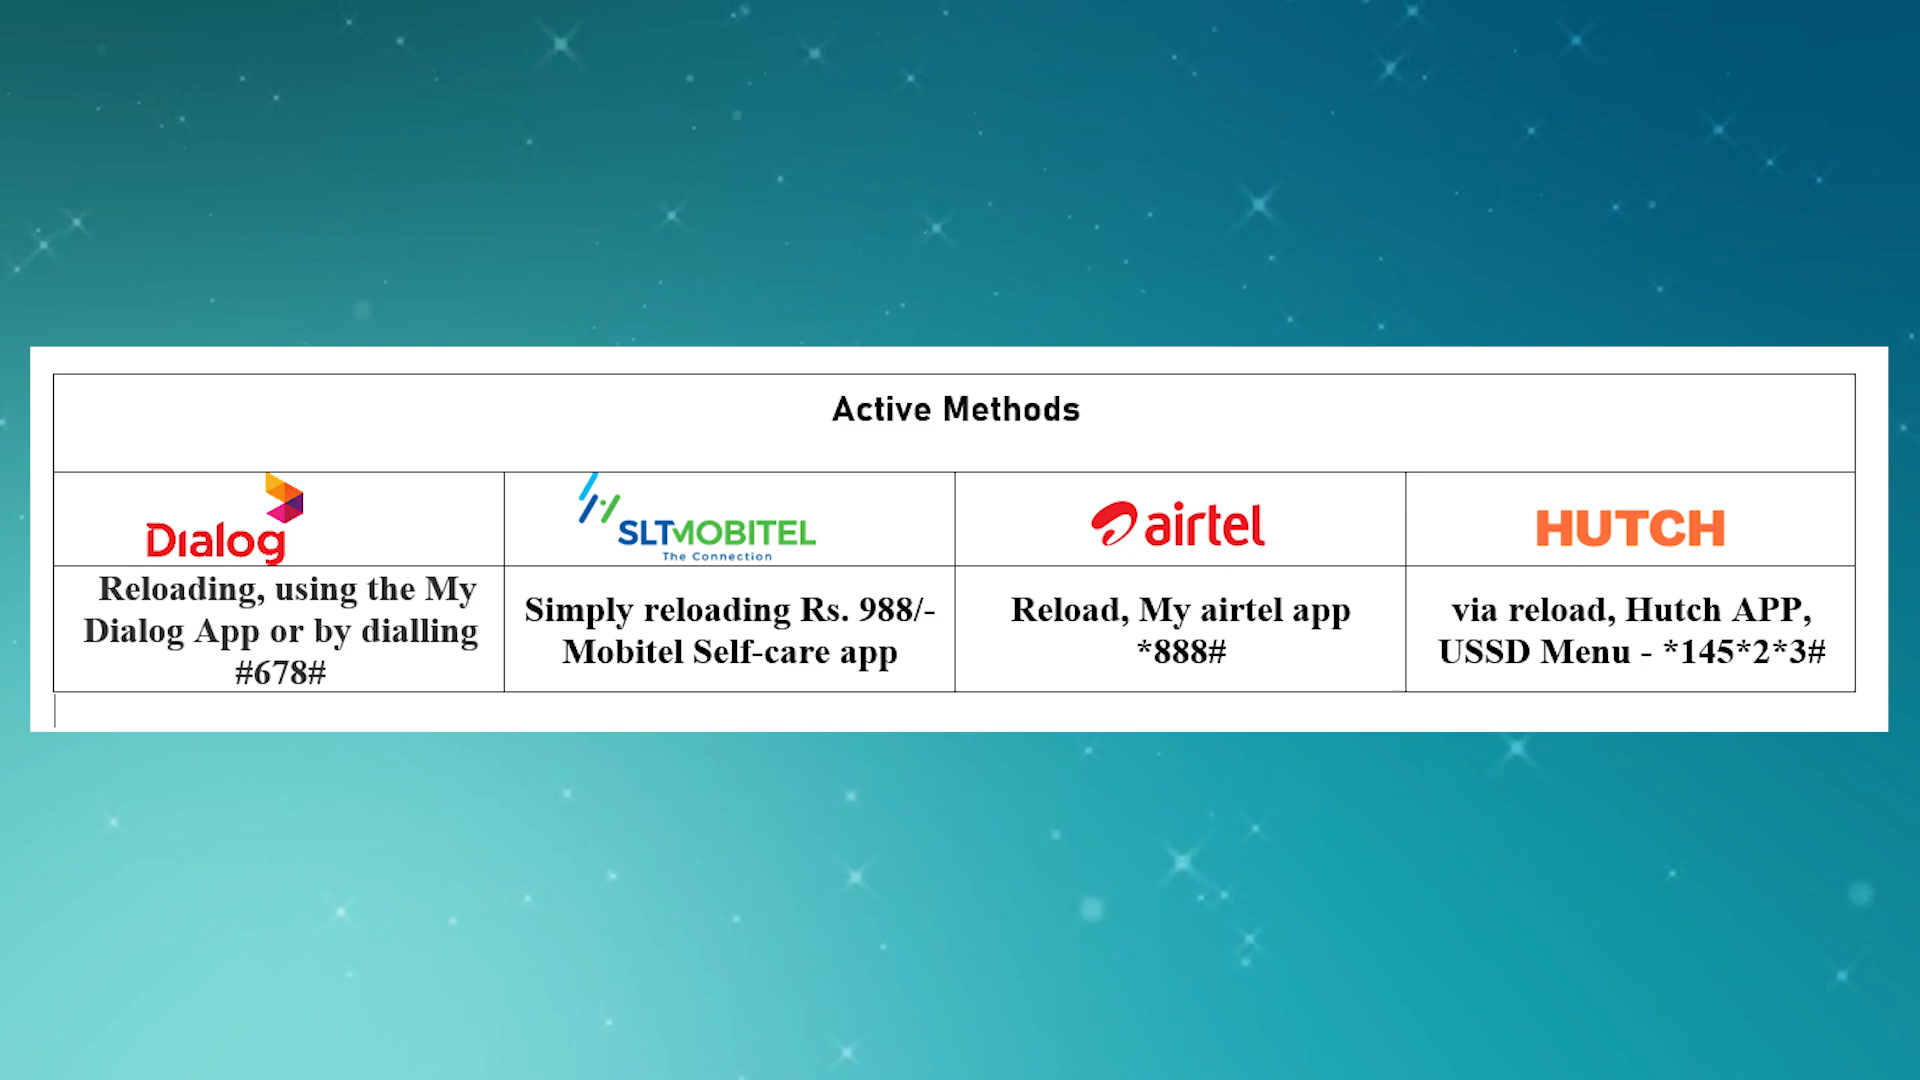 Active Methods
Dialog
SLTMOBITEL
The Connection
airtel
HUTCH
Reloading, using the My
Dialog App or by dialling
#678#
Simply reloading Rs. 988/-
Mobitel Self-care app
Reload, My airtel app
*888#
via reload, Hutch APP,
USSD Menu - *145*2*3#